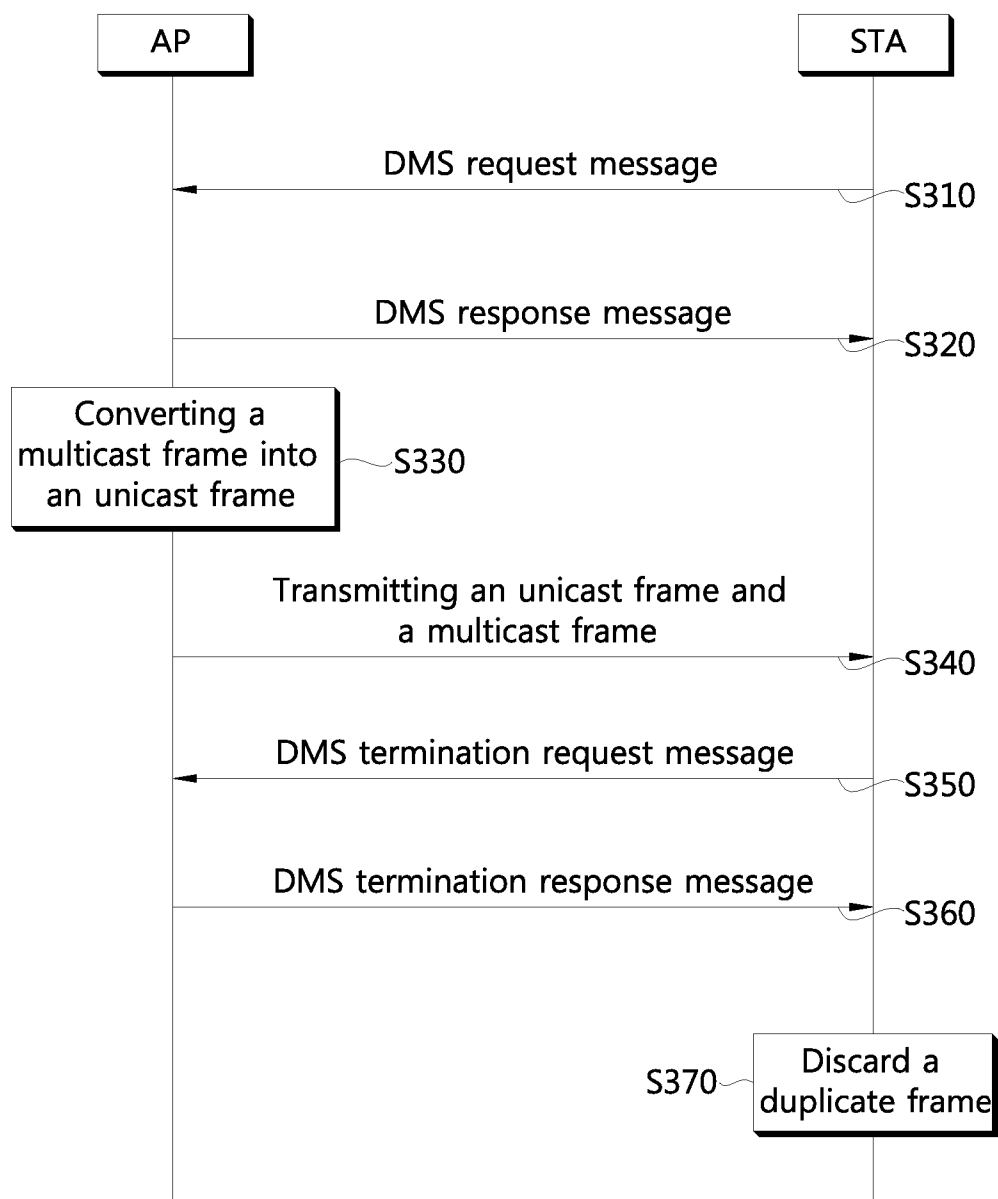 AP
STA
DMS request message
S310
DMS response message
S320
Converting a
multicast frame into
an unicast frame
S330
Transmitting an unicast frame and
a multicast frame
S340
DMS termination request message
S350
DMS termination response message
S360
S370
Discard a
duplicate frame